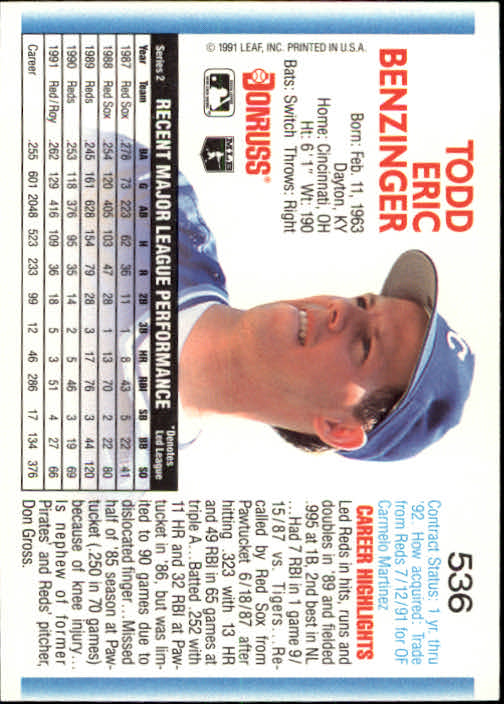 536
TODD
ERIC
BENZINGER
Born: Feb. 11, 1963
Dayton, KY
Home: Cincinnati, OH
Ht: 6'1" Wt: 190
Bats: Switch Throws: Right
DONRUSS®
MLB
© 1991 LEAF, INC. PRINTED IN U.S.A.
Contract Status: 1 yr. thru
'92. How acquired: Trade
from Reds 7/12/91 for OF
Carmelo Martinez
CAREER HIGHLIGHTS
Led Reds in hits, runs and
doubles in '89 and fielded
.995 at 1B, 2nd best in NL
...Had 7 RBI in 1 game 9/
15/87 vs. Tigers... Re-
called by Red Sox from
Pawtucket 6/18/87 after
hitting .323 with 13 HR
and 49 RBI in 65 games at
triple A...Batted .252 with
11 HR and 32 RBI at Paw-
tucket in '86, but was lim-
ited to 90 games due to
dislocated finger...Missed
half of '85 season at Paw-
tucket (.250 in 70 games)
because of knee injury...
Is nephew of former
Pirates' and Reds' pitcher,
Don Gross.
Series 2 RECENT MAJOR LEAGUE PERFORMANCE *Denotes Led League
Year Team BA G AB H R 2B 3B HR RBI SB BB SO
1987 Red Sox .278 73 223 62 36 11 1 8 43 5 22 41
1988 Red Sox .254 120 405 103 47 28 1 13 70 2 22 80
1989 Reds .245 161 628 154 79 28 3 17 76 3 44 120
1990 Reds .253 118 376 95 35 14 2 5 46 3 19 69
1991 Red/Roy .262 129 416 109 36 18 5 3 51 4 27 66
Career .255 601 2048 523 233 99 12 46 286 17 134 376